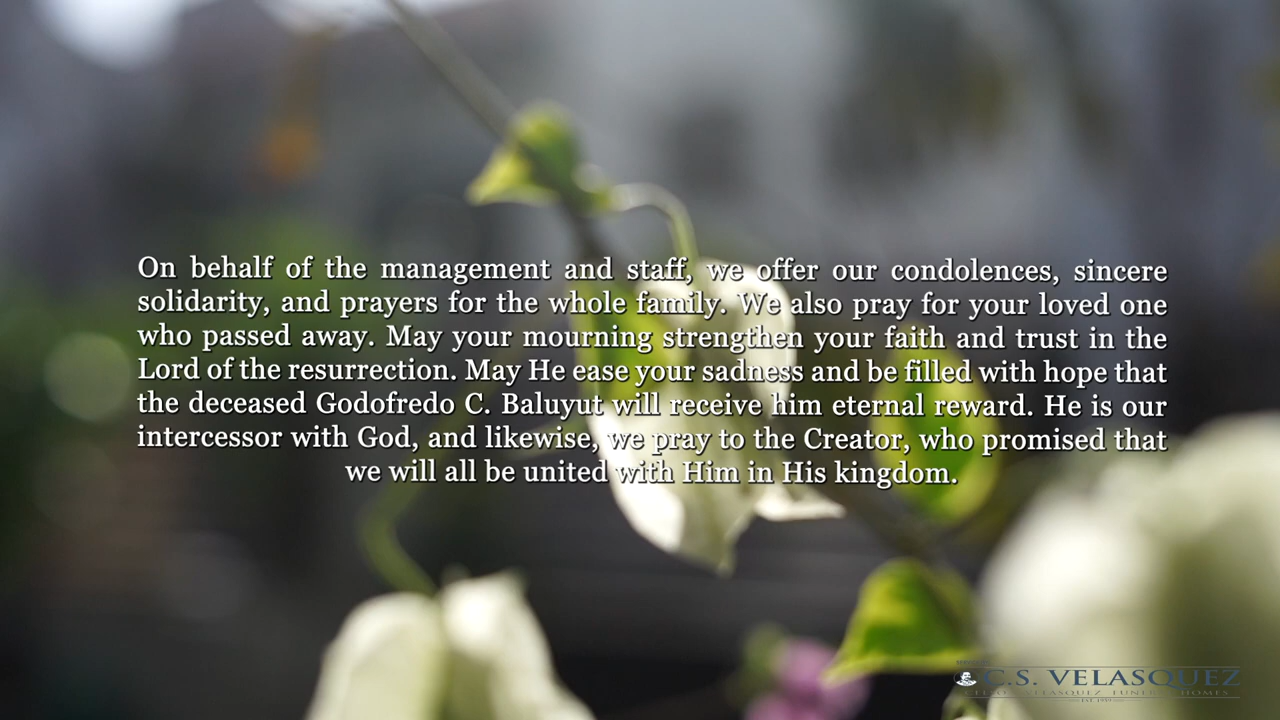 On behalf of the management and staff, we offer our condolences, sincere
solidarity, and prayers for the whole family. We also pray for your loved one
who passed away. May your mourning strengthen your faith and trust in the
Lord of the resurrection. May He ease your sadness and be filled with hope that
the deceased Godofredo C. Baluyut will receive him eternal reward. He is our
intercessor with God, and likewise, we pray to the Creator, who promised that
we will all be united with Him in His kingdom.
C.S. VELASQUEZ
VELASQUEZ FUNERAL HOMES